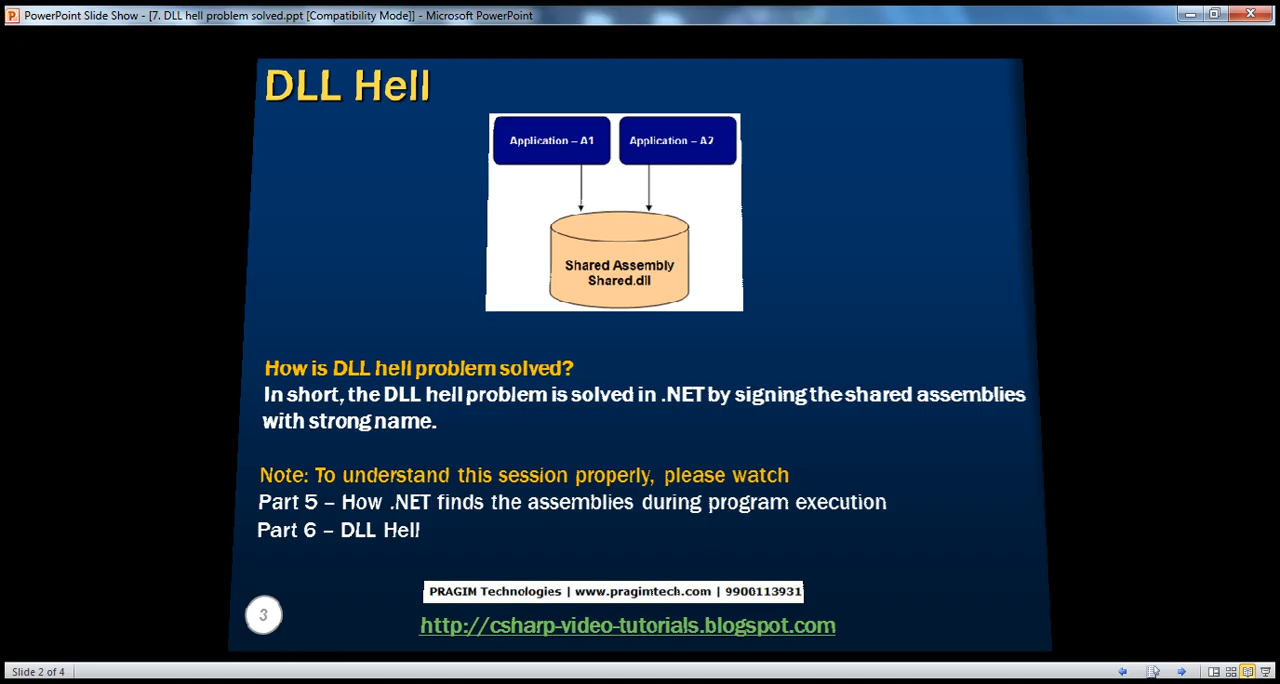 PowerPoint Slide Show - [7. DLL hell problem solved.ppt [Compatibility Mode]] - Microsoft PowerPoint
DLL Hell
Application – A1
Application – A2
Shared Assembly
Shared.dll
How is DLL hell problem solved?
In short, the DLL hell problem is solved in .NET by signing the shared assemblies
with strong name.
Note: To understand this session properly, please watch
Part 5 – How .NET finds the assemblies during program execution
Part 6 – DLL Hell
PRAGIM Technologies | www.pragimtech.com | 9900113931
3
http://csharp-video-tutorials.blogspot.com
Slide 2 of 4